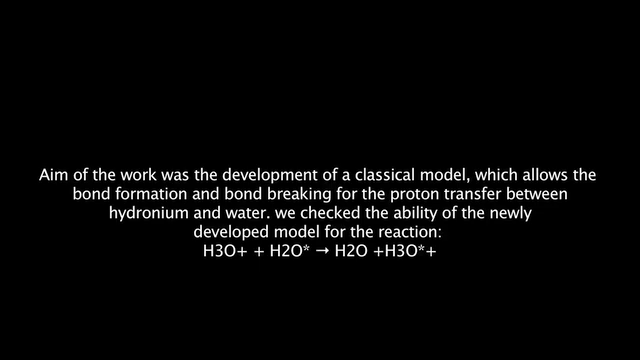 Aim of the work was the development of a classical model, which allows the
bond formation and bond breaking for the proton transfer between
hydronium and water. we checked the ability of the newly
developed model for the reaction:
H3O+ + H2O* → H2O +H3O*+